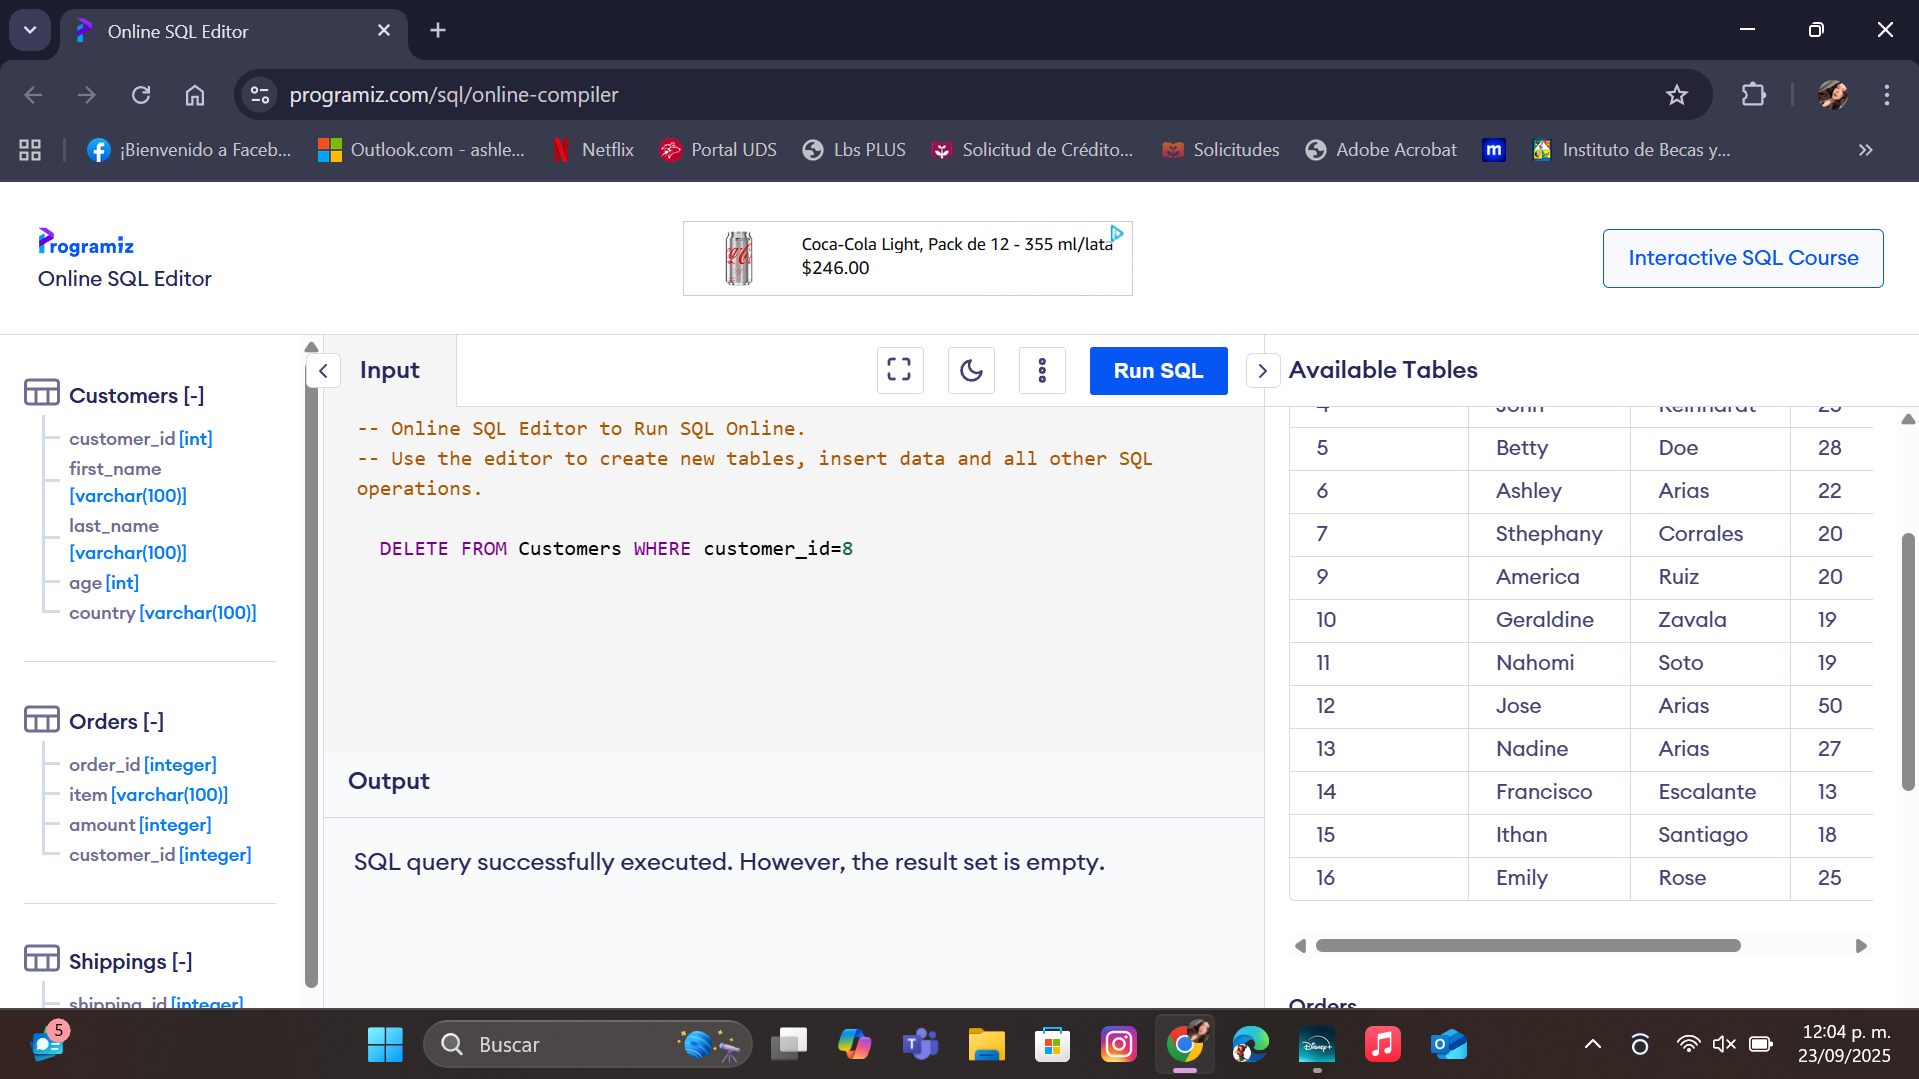 Online SQL Editor
programiz.com/sql/online-compiler
¡Bienvenido a Faceb...
Outlook.com - ashle...
Netflix
Portal UDS
Lbs PLUS
Solicitud de Crédito...
Solicitudes
Adobe Acrobat
m
Instituto de Becas y...
Programiz
Online SQL Editor
Coca-Cola Light, Pack de 12 - 355 ml/lata
$246.00
Interactive SQL Course
Customers [-]
customer_id [int]
first_name
[varchar(100)]
last_name
[varchar(100)]
age [int]
country [varchar(100)]
Orders [-]
order_id [integer]
item [varchar(100)]
amount [integer]
customer_id [integer]
Shippings [-]
shipping_id [integer]
Input
Run SQL
-- Online SQL Editor to Run SQL Online.
-- Use the editor to create new tables, insert data and all other SQL
operations.
DELETE FROM Customers WHERE customer_id=8
Output
SQL query successfully executed. However, the result set is empty.
Available Tables
4 John Reinhardt 25
5 Betty Doe 28
6 Ashley Arias 22
7 Sthephany Corrales 20
9 America Ruiz 20
10 Geraldine Zavala 19
11 Nahomi Soto 19
12 Jose Arias 50
13 Nadine Arias 27
14 Francisco Escalante 13
15 Ithan Santiago 18
16 Emily Rose 25
Orders
5
Buscar
Disney+
12:04 p. m.
23/09/2025